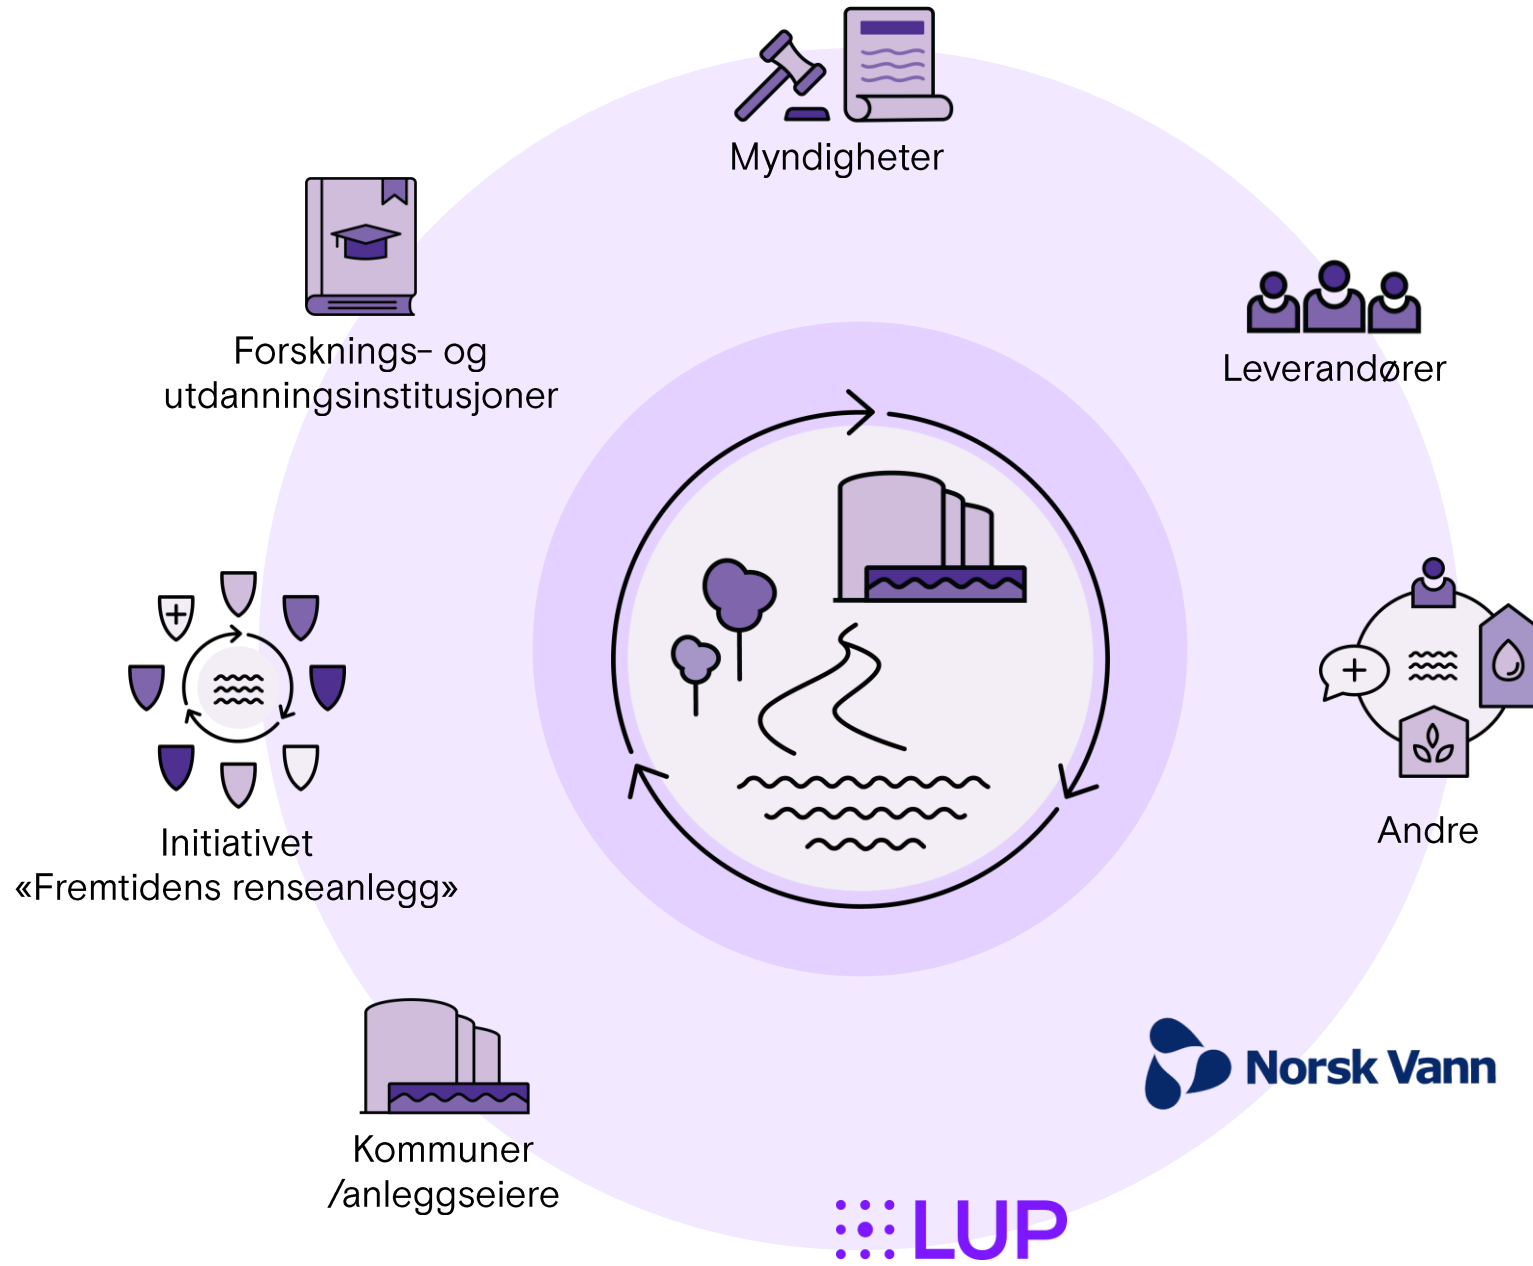 Myndigheter
Forsknings- og
utdanningsinstitusjoner
Leverandører
Initiativet
«Fremtidens renseanlegg»
Andre
Norsk Vann
Kommuner
/anleggseiere
LUP